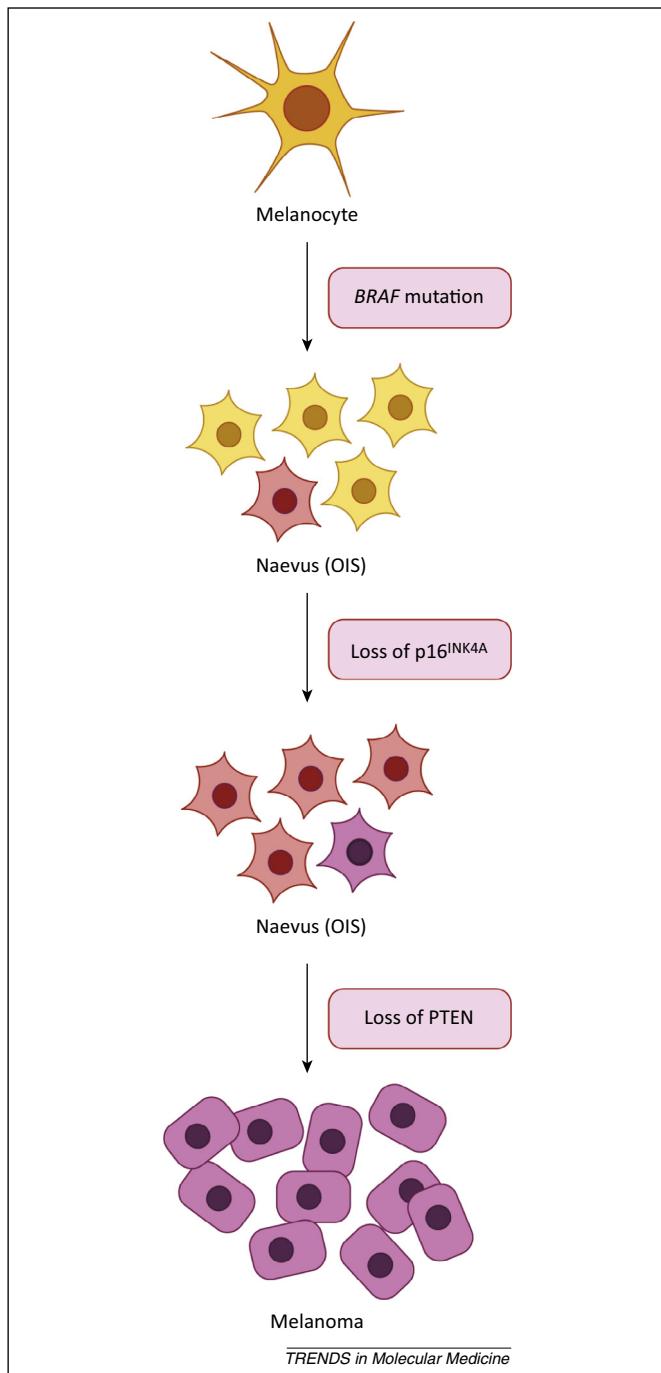 Melanocyte
BRAF mutation
Naevus (OIS)
Loss of p16INK4A
Naevus (OIS)
Loss of PTEN
Melanoma
TRENDS in Molecular Medicine